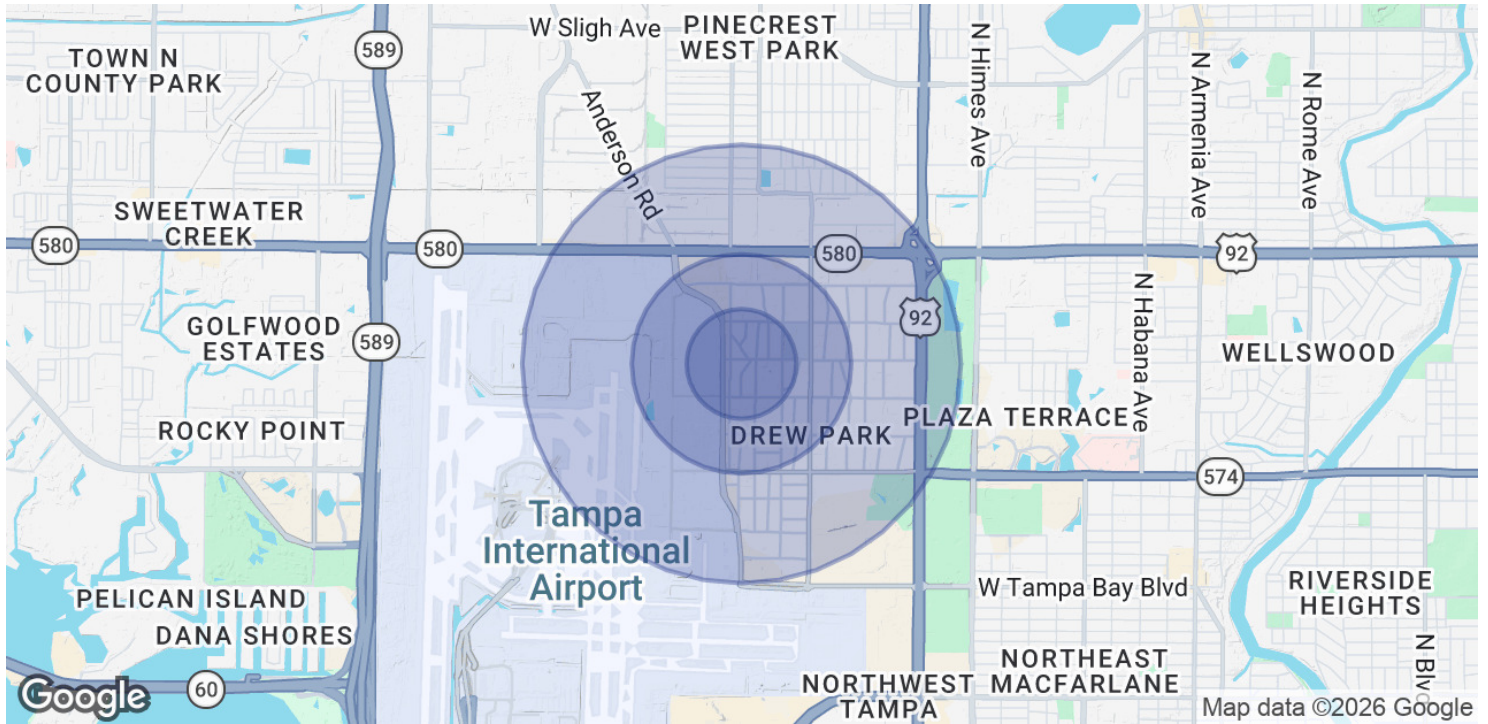 W Sligh Ave
PINECREST
WEST PARK
589
TOWN N
COUNTY PARK
N Himes Ave
N Armenia Ave
N Rome Ave
Anderson Rd
SWEETWATER
CREEK
580
580
580
92
92
GOLFWOOD
ESTATES
589
N Habana Ave
WELLSWOOD
ROCKY POINT
DREW PARK
PLAZA TERRACE
574
Tampa
International
Airport
W Tampa Bay Blvd
RIVERSIDE
HEIGHTS
PELICAN ISLAND
DANA SHORES
NORTHEAST
MACFARLANE
NORTHWEST
TAMPA
60
N Blv
Google
Map data ©2026 Google